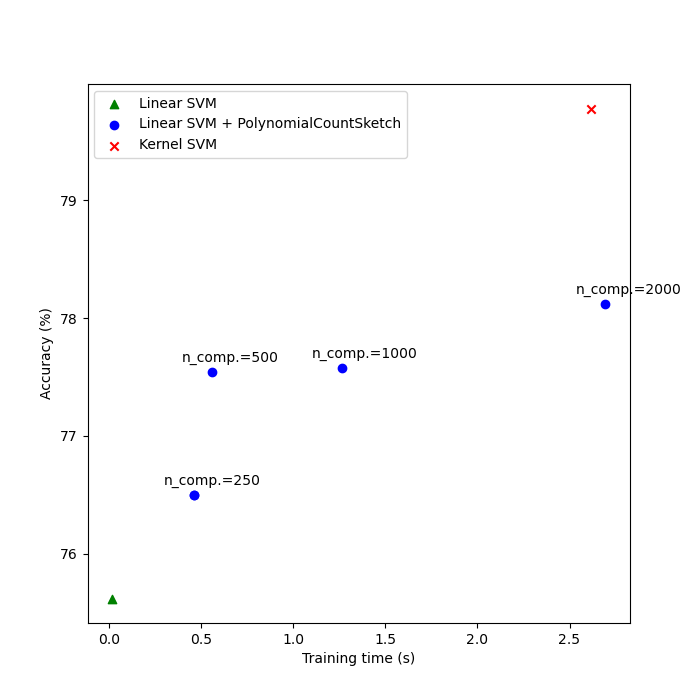 Linear SVM
Linear SVM + PolynomialCountSketch
Kernel SVM
79
n_comp.=2000
78
n_comp.=500
n_comp.=1000
77
n_comp.=250
76
Accuracy (%)
0.0 0.5 1.0 1.5 2.0 2.5
Training time (s)